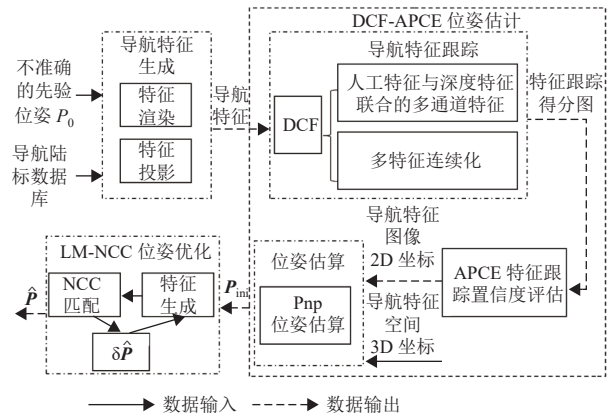 DCF-APCE 位姿估计
导航特征
生成
不准确
的先验
位姿 P₀
特征
渲染
导航陆
标数据
库
特征
投影
导航
特征
导航特征跟踪
DCF
人工特征与深度特征
联合的多通道特征
多特征连续化
特征跟踪
得分图
LM-NCC 位姿优化
P̂
NCC
匹配
特征
生成
δP̂
P_int
位姿估算
Pnp
位姿估算
导航特征
图像
2D 坐标
导航特征
空间
3D 坐标
APCE 特征跟
踪置信度评估
数据输入
数据输出